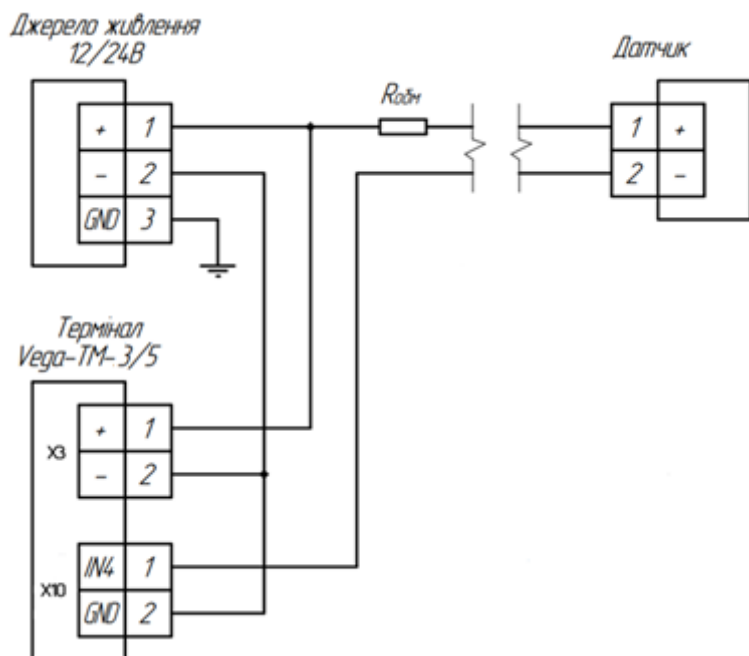 Джерело живлення
12/24В
+ 1
- 2
GND 3
Rобм
Датчик
1 +
2 -
Термінал
Vega-TM-3/5
X3
+ 1
- 2
X10
IN4 1
GND 2